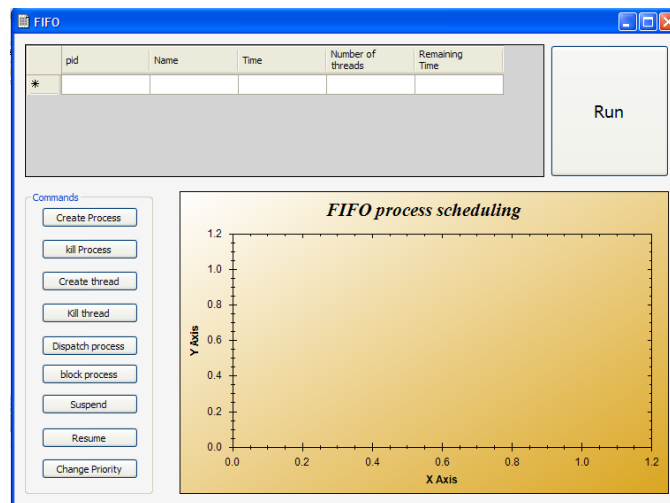 FIFO
pid Name Time Number of threads Remaining Time
*
Run
Commands
Create Process
kill Process
Create thread
Kill thread
Dispatch process
block process
Suspend
Resume
Change Priority
FIFO process scheduling
Y Axis
1.2
1.0
0.8
0.6
0.4
0.2
0.0
0.0 0.2 0.4 0.6 0.8 1.0 1.2
X Axis